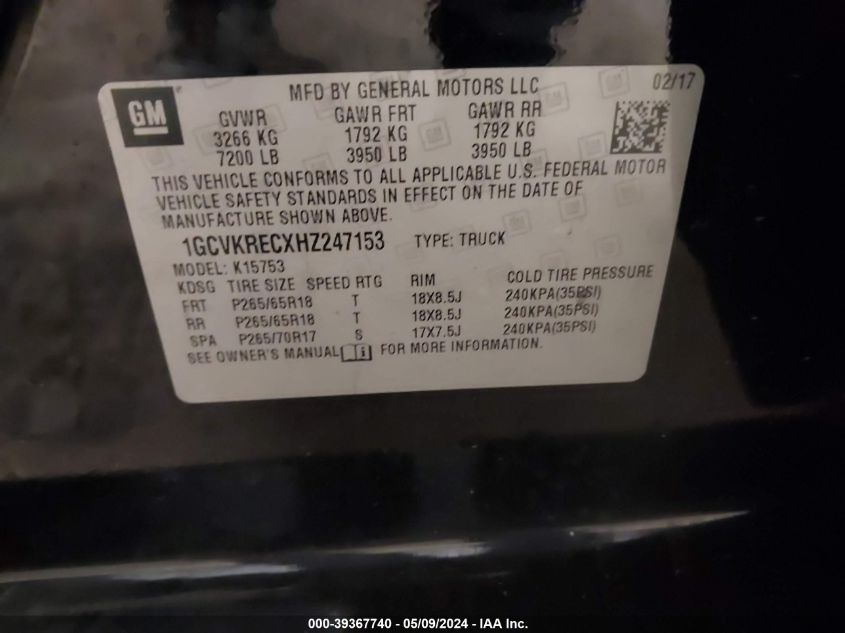 GM
MFD BY GENERAL MOTORS LLC 02/17
GVWR GAWR FRT GAWR RR
3266 KG 1792 KG 1792 KG
7200 LB 3950 LB 3950 LB
THIS VEHICLE CONFORMS TO ALL APPLICABLE U.S. FEDERAL MOTOR
VEHICLE SAFETY STANDARDS IN EFFECT ON THE DATE OF
MANUFACTURE SHOWN ABOVE.
1GCVKRECXHZ247153 TYPE: TRUCK
MODEL: K15753
KDSG TIRE SIZE SPEED RTG RIM COLD TIRE PRESSURE
FRT P265/65R18 T 18X8.5J 240KPA(35PSI)
RR P265/65R18 T 18X8.5J 240KPA(35PSI)
SPA P265/70R17 S 17X7.5J 240KPA(35PSI)
SEE OWNER'S MANUAL FOR MORE INFORMATION.
000-39367740 - 05/09/2024 - IAA Inc.